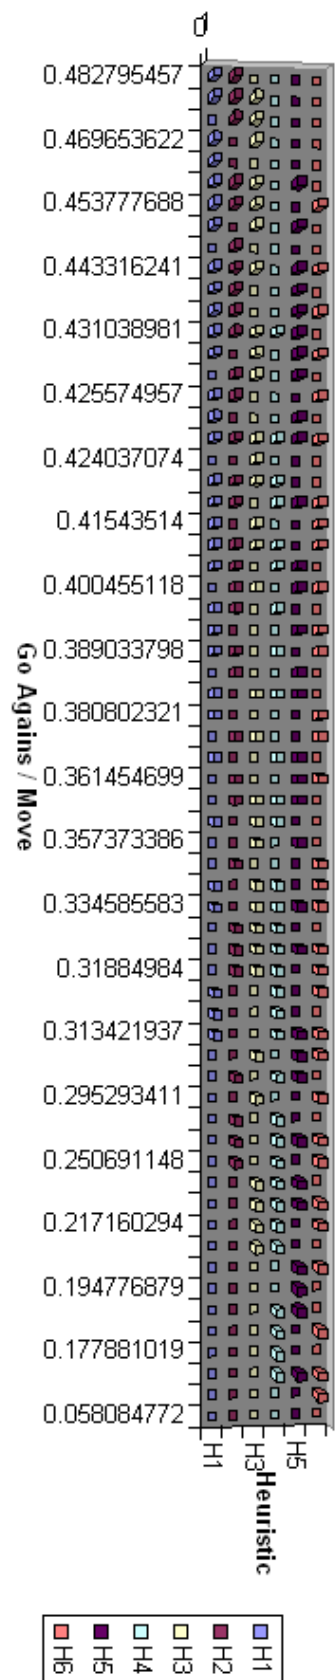 0.482795457
0.469653622
0.453777688
0.443316241
0.431038981
0.425574957
0.424037074
0.41543514
0.400455118
0.389033798
0.380802321
0.361454699
0.357373386
0.334585583
0.31884984
0.313421937
0.295293411
0.250691148
0.217160294
0.194776879
0.177881019
0.058084772
Go Agains / Move
H1
H3
H5
Heuristic
H1
H2
H3
H4
H5
H6